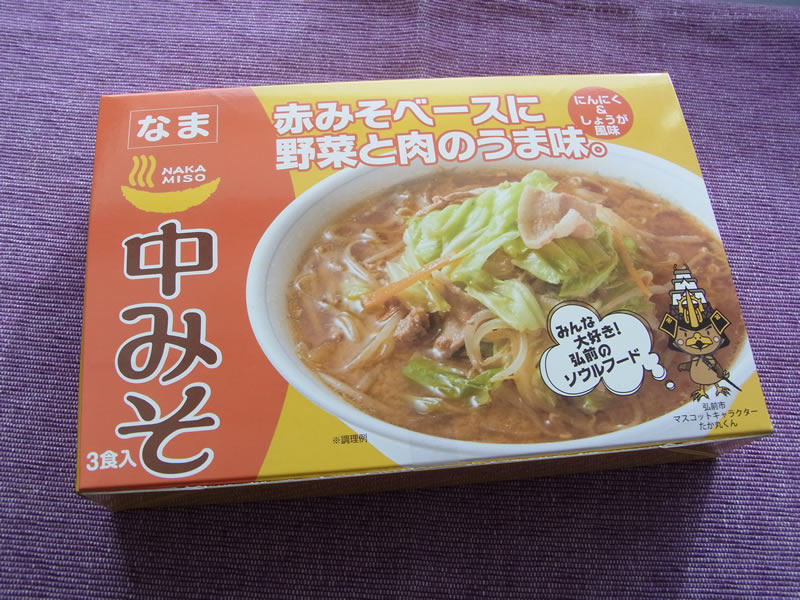 なま
NAKA
MISO
中みそ
3食入
赤みそベースに
野菜と肉のうま味。
にんにく
&
しょうが
風味
みんな
大好き!
弘前の
ソウルフード
※調理例
弘前市
マスコットキャラクター
たか丸くん